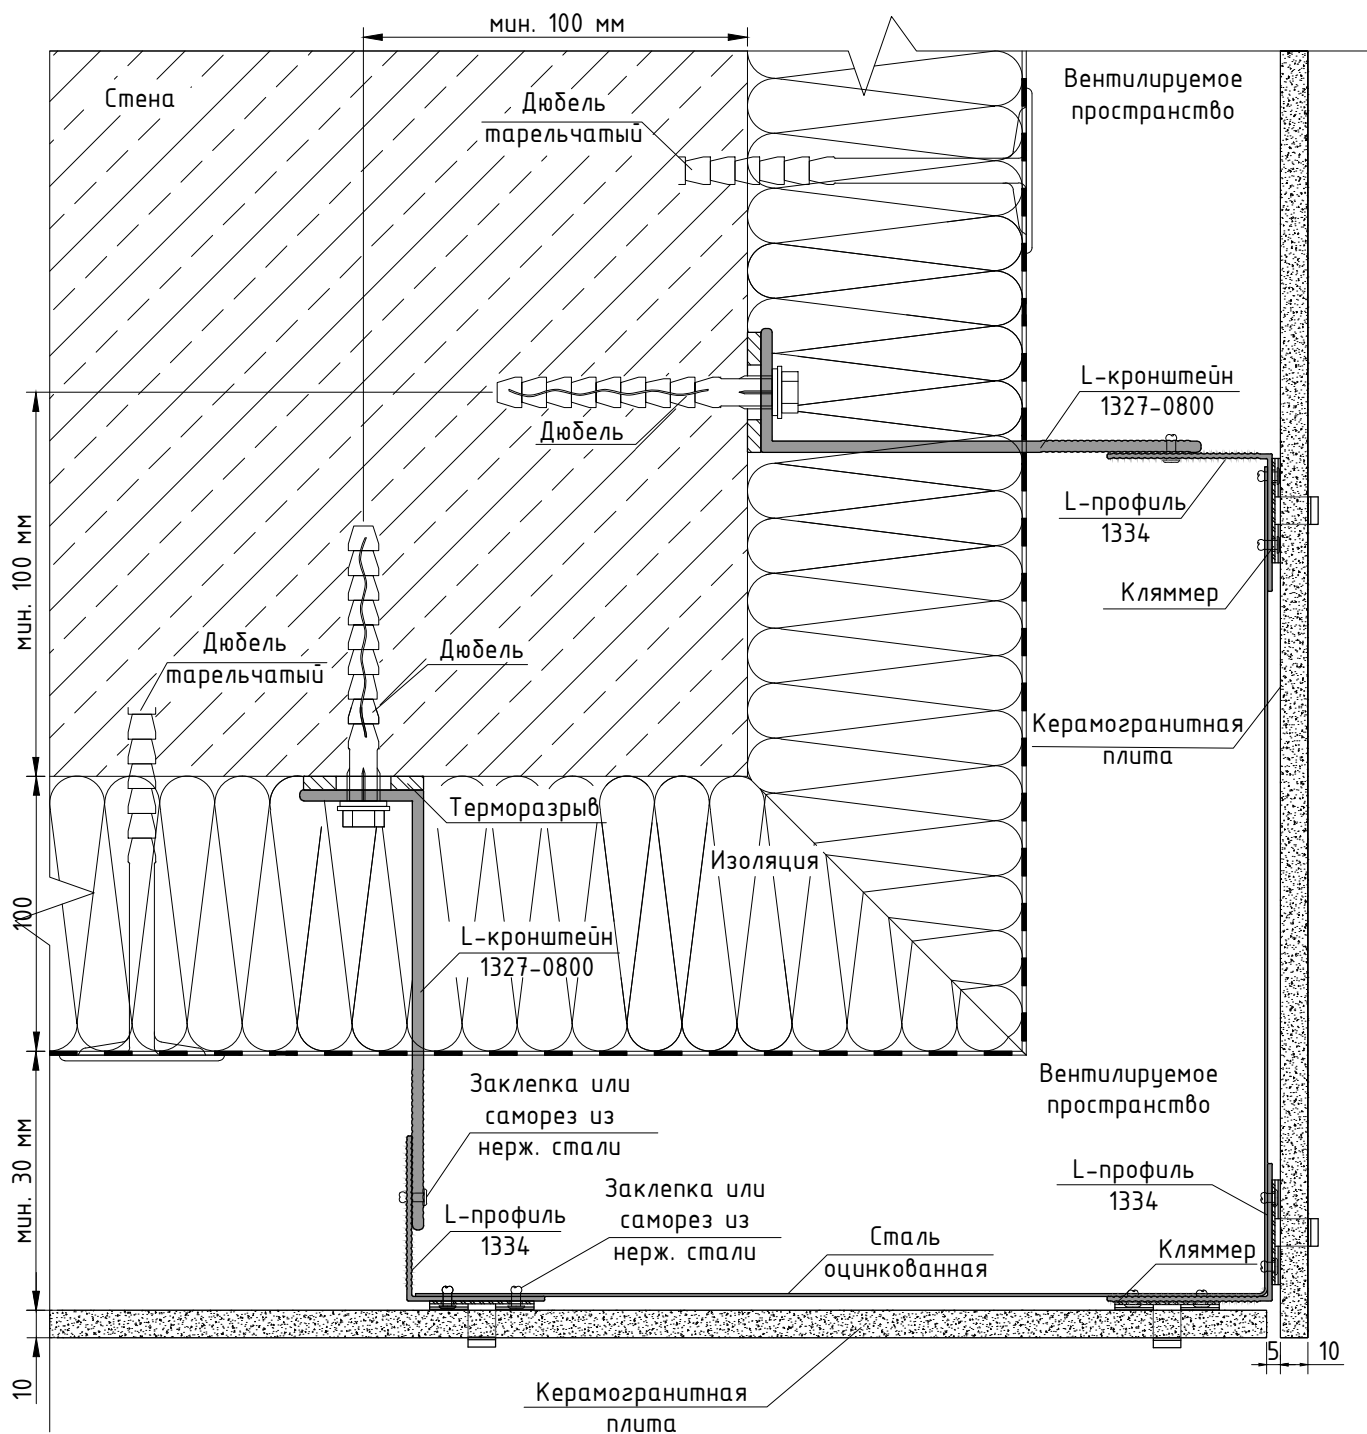 мин. 100 мм
Стена
Дюбель
тарельчатый
Вентилируемое
пространство
L-кронштейн
1327-0800
Дюбель
L-профиль
1334
мин. 100 мм
Кляммер
Дюбель
тарельчатый
Дюбель
Керамогранитная
плита
Терморазрыв
Изоляция
100
L-кронштейн
1327-0800
Заклепка или
саморез из
нерж. стали
Вентилируемое
пространство
мин. 30 мм
L-профиль
1334
Заклепка или
саморез из
нерж. стали
L-профиль
1334
Сталь
оцинкованная
Кляммер
5
10
10
Керамогранитная
плита